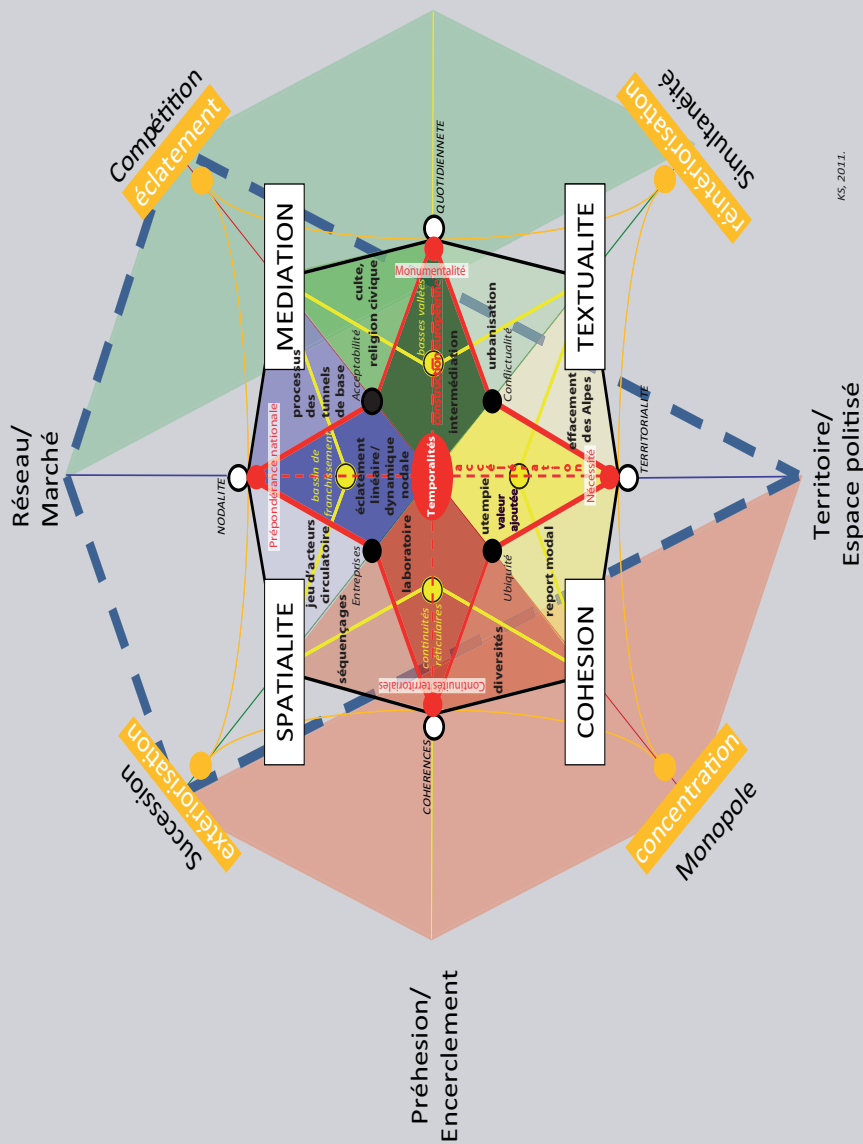 Réseau/
Marché
Compétition
éclatement
Succession
extériorisation
NODALITE
Prépondérance nationale
SPATIALITE
MEDIATION
jeu d’acteurs
circulatoire
bassin de
franchissement
processus
des
tunnels
de base
culte,
religion civique
séquençages
Entreprises
éclatement
linéaire/
dynamique
nodale
Acceptabilité
laboratoire
Temporalités
intermédiation
basses vallées
Monumentalité
QUOTIDIENNETE
COHERENCES
Continuités territoriales
continuités
réticulaires
accélération
diversités
Ubiquité
utempie
valeur
ajoutée
Conflictualité
urbanisation
report modal
Nécessité
effacement
des Alpes
COHESION
TEXTUALITE
TERRITORIALITE
concentration
Monopole
réintériorisation
Simultanéité
Préhesion/
Encerclement
Territoire/
Espace politisé
KS, 2011.